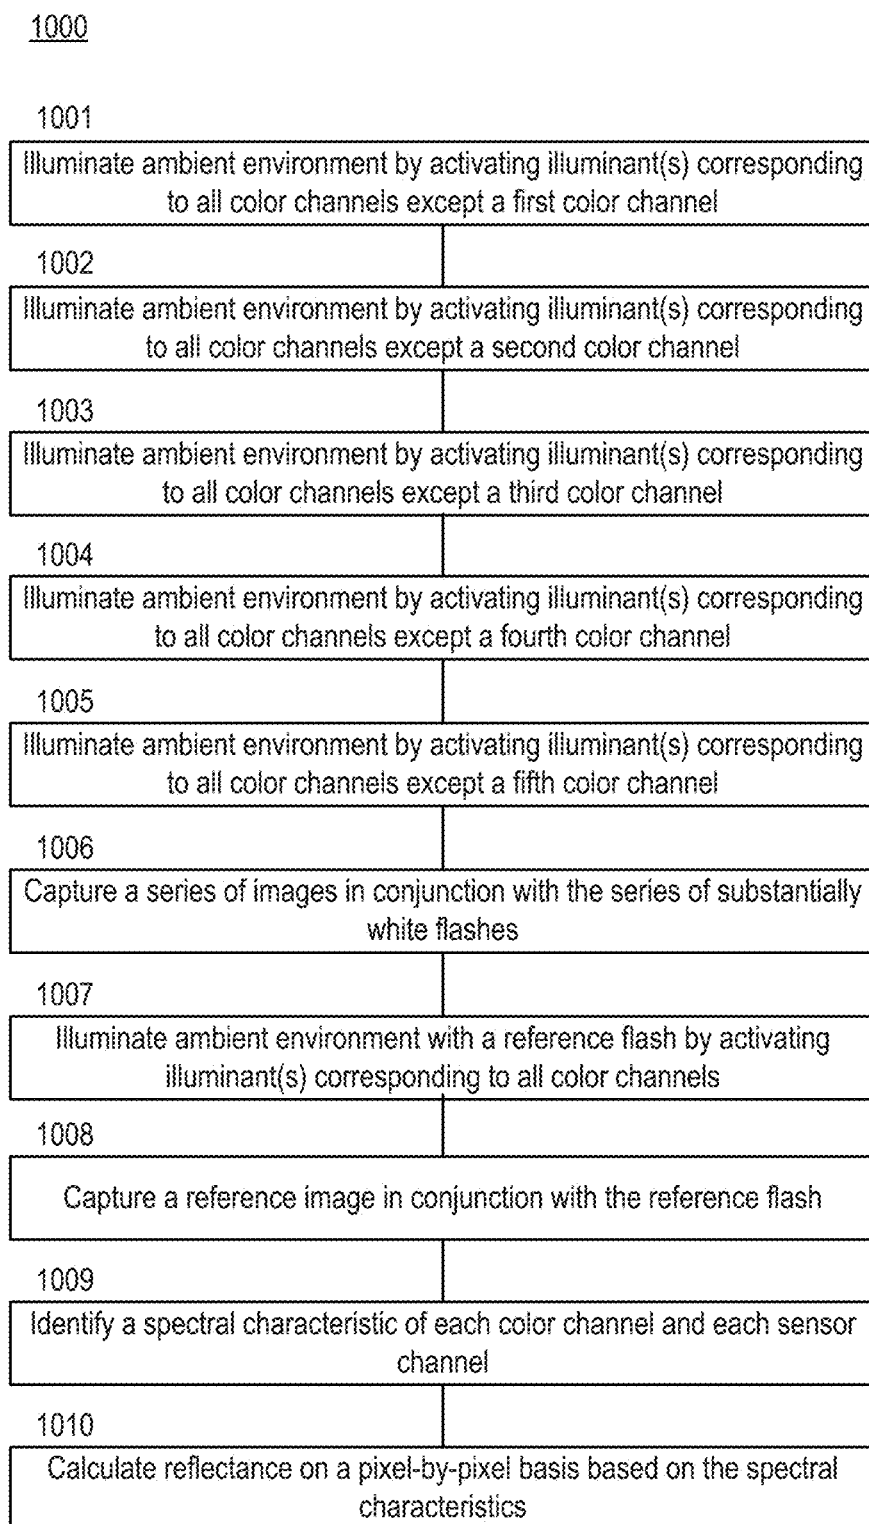 1000
1001
Illuminate ambient environment by activating illuminant(s) corresponding
to all color channels except a first color channel
1002
Illuminate ambient environment by activating illuminant(s) corresponding
to all color channels except a second color channel
1003
Illuminate ambient environment by activating illuminant(s) corresponding
to all color channels except a third color channel
1004
Illuminate ambient environment by activating illuminant(s) corresponding
to all color channels except a fourth color channel
1005
Illuminate ambient environment by activating illuminant(s) corresponding
to all color channels except a fifth color channel
1006
Capture a series of images in conjunction with the series of substantially
white flashes
1007
Illuminate ambient environment with a reference flash by activating
illuminant(s) corresponding to all color channels
1008
Capture a reference image in conjunction with the reference flash
1009
Identify a spectral characteristic of each color channel and each sensor
channel
1010
Calculate reflectance on a pixel-by-pixel basis based on the spectral
characteristics